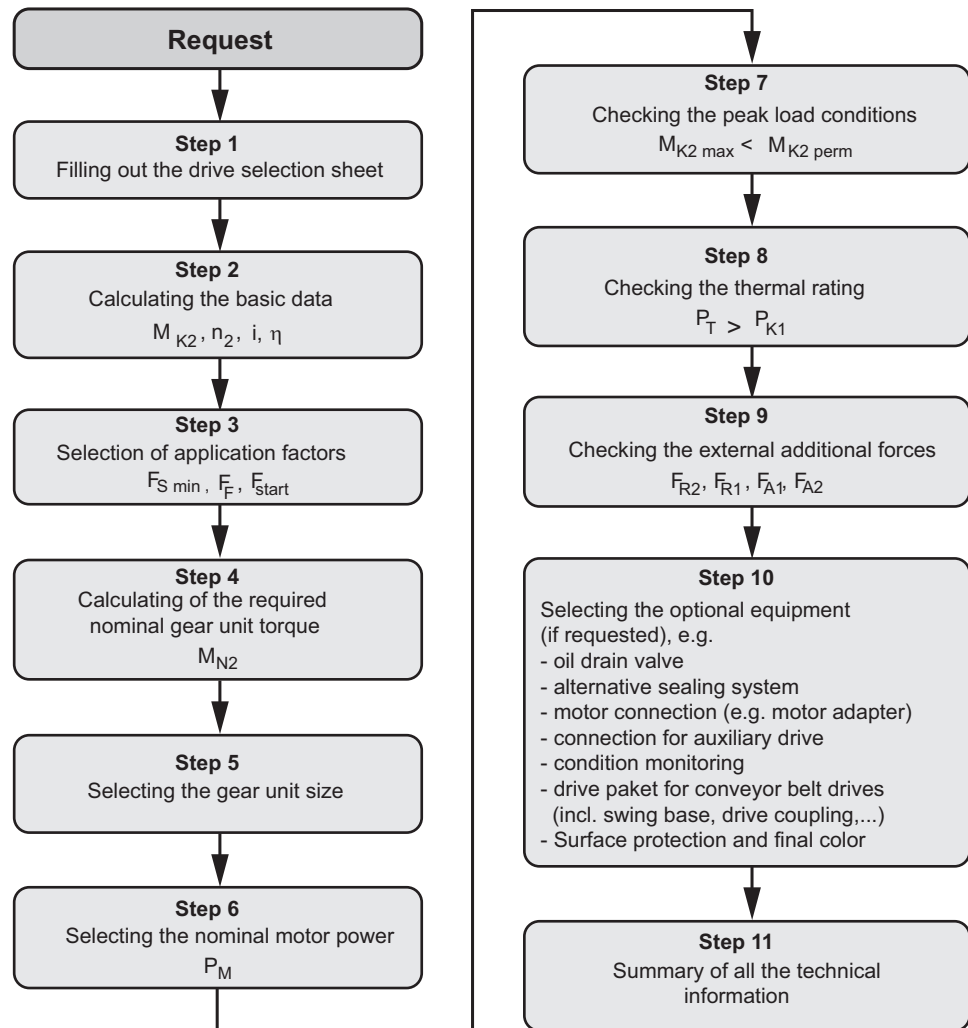 Request
Step 1
Filling out the drive selection sheet
Step 2
Calculating the basic data
M K2, n2, i, η
Step 3
Selection of application factors
FS min, FF, Fstart
Step 4
Calculating of the required
nominal gear unit torque
MN2
Step 5
Selecting the gear unit size
Step 6
Selecting the nominal motor power
PM
Step 7
Checking the peak load conditions
MK2 max < MK2 perm
Step 8
Checking the thermal rating
PT > PK1
Step 9
Checking the external additional forces
FR2, FR1, FA1, FA2
Step 10
Selecting the optional equipment
(if requested), e.g.
- oil drain valve
- alternative sealing system
- motor connection (e.g. motor adapter)
- connection for auxiliary drive
- condition monitoring
- drive paket for conveyor belt drives
(incl. swing base, drive coupling,...)
- Surface protection and final color
Step 11
Summary of all the technical
information